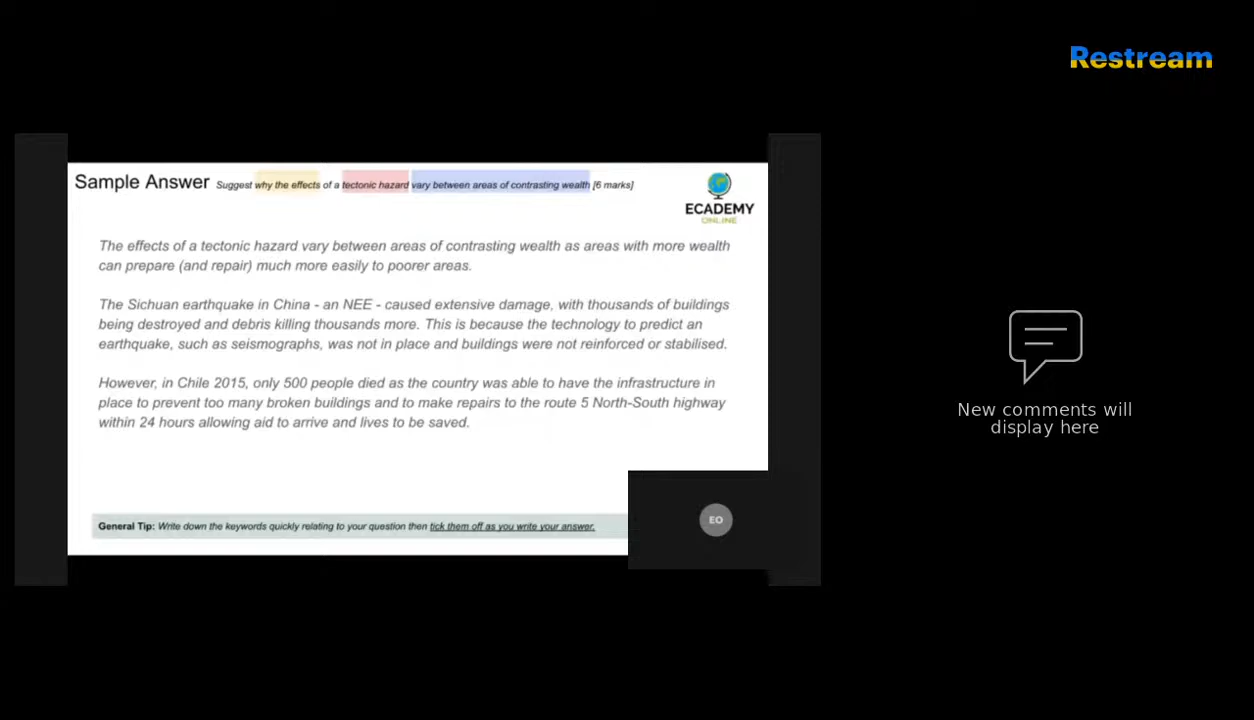 Restream
Sample Answer Suggest why the effects of a tectonic hazard vary between areas of contrasting wealth [6 marks]
ECADEMY
ONLINE
The effects of a tectonic hazard vary between areas of contrasting wealth as areas with more wealth
can prepare (and repair) much more easily to poorer areas.
The Sichuan earthquake in China - an NEE - caused extensive damage, with thousands of buildings
being destroyed and debris killing thousands more. This is because the technology to predict an
earthquake, such as seismographs, was not in place and buildings were not reinforced or stabilised.
However, in Chile 2015, only 500 people died as the country was able to have the infrastructure in
place to prevent too many broken buildings and to make repairs to the route 5 North-South highway
within 24 hours allowing aid to arrive and lives to be saved.
General Tip: Write down the keywords quickly relating to your question then tick them off as you write your answer.
EO
New comments will
display here